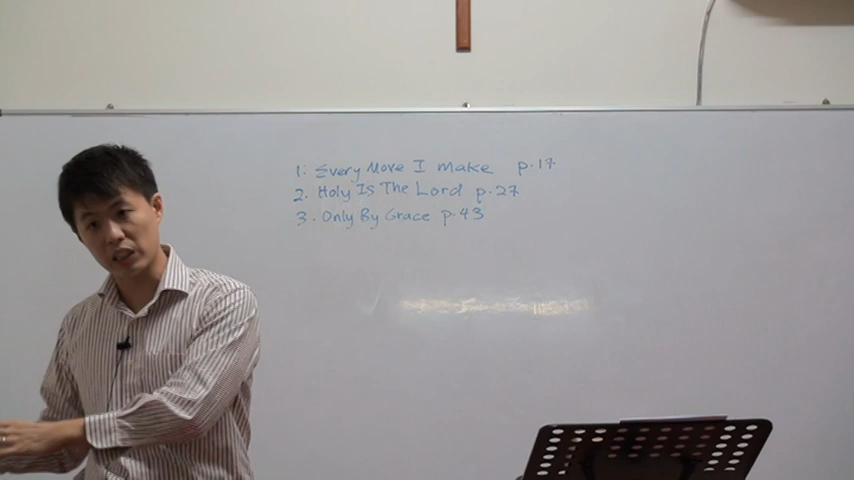 1: Every Move I make p.17
2. Holy Is The Lord p.27
3. Only By Grace p.43